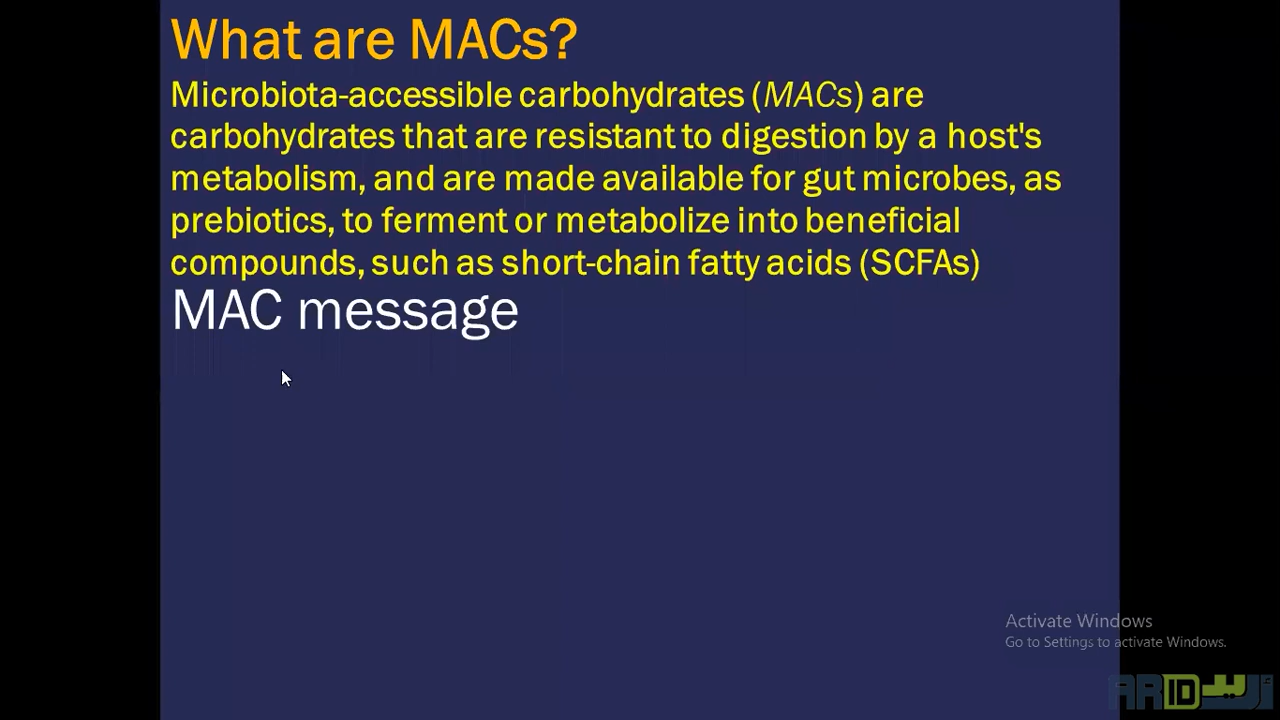 What are MACs?
Microbiota-accessible carbohydrates (MACs) are
carbohydrates that are resistant to digestion by a host's
metabolism, and are made available for gut microbes, as
prebiotics, to ferment or metabolize into beneficial
compounds, such as short-chain fatty acids (SCFAs)
MAC message
Activate Windows
Go to Settings to activate Windows.
ARID أريد